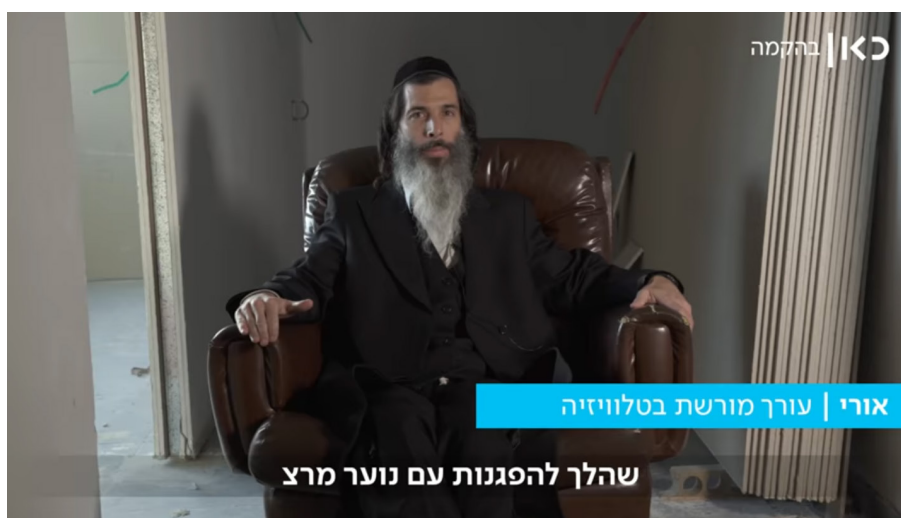 כאן בהקמה
אורי | עורך מורשת בטלוויזיה
שהלך להפגנות עם נוער מרצ